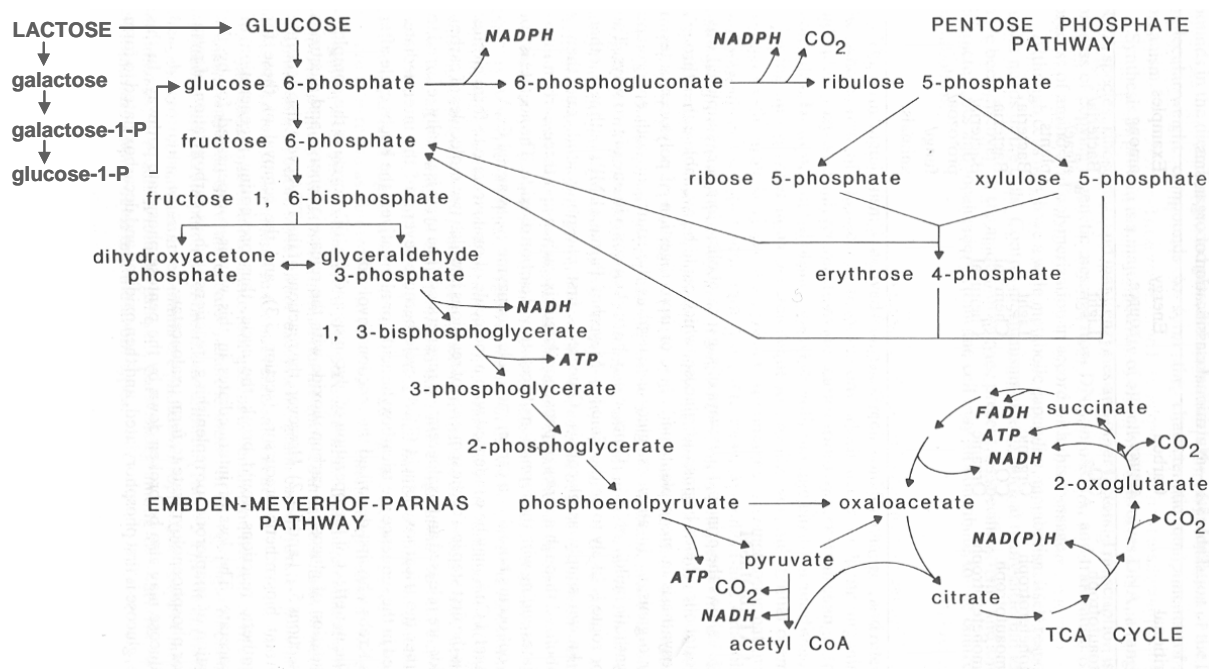 LACTOSE
galactose
galactose-1-P
glucose-1-P
GLUCOSE
glucose 6-phosphate
NADPH
6-phosphogluconate
NADPH
CO2
ribulose 5-phosphate
PENTOSE PHOSPHATE
PATHWAY
fructose 6-phosphate
ribose 5-phosphate
xylulose 5-phosphate
fructose 1, 6-bisphosphate
dihydroxyacetone
phosphate
glyceraldehyde
3-phosphate
erythrose 4-phosphate
NADH
1, 3-bisphosphoglycerate
ATP
3-phosphoglycerate
2-phosphoglycerate
phosphoenolpyruvate
EMBDEN-MEYERHOF-PARNAS
PATHWAY
ATP
pyruvate
CO2
NADH
acetyl CoA
oxaloacetate
citrate
NAD(P)H
CO2
2-oxoglutarate
CO2
NADH
ATP
FADH
succinate
TCA CYCLE